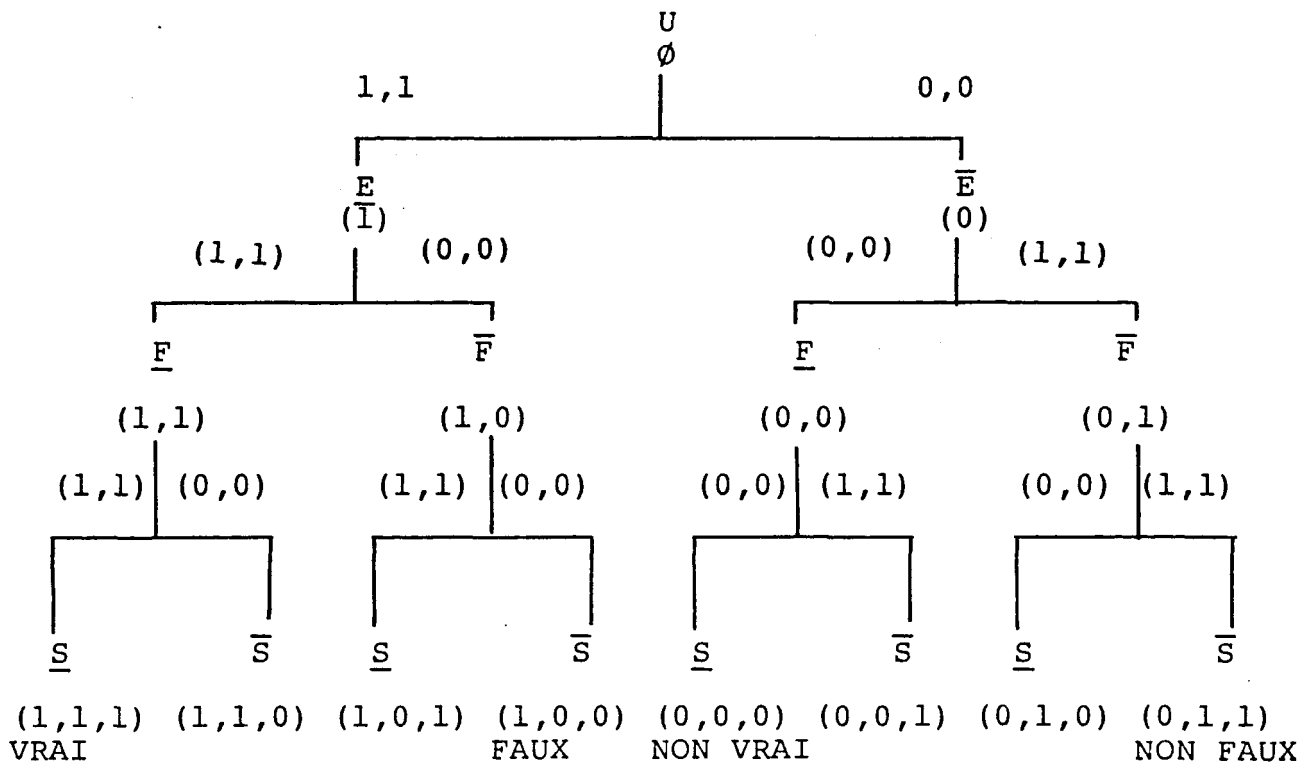 U
Ø
1,1 0,0
E̲ E̅
(1) (0)
(1,1) (0,0) (0,0) (1,1)
F̲ F̅ F̲ F̅
(1,1) (1,0) (0,0) (0,1)
(1,1) (0,0) (1,1) (0,0) (0,0) (1,1) (0,0) (1,1)
S̲ S̅ S̲ S̅ S̲ S̅ S̲ S̅
(1,1,1) (1,1,0) (1,0,1) (1,0,0) (0,0,0) (0,0,1) (0,1,0) (0,1,1)
VRAI FAUX NON VRAI NON FAUX